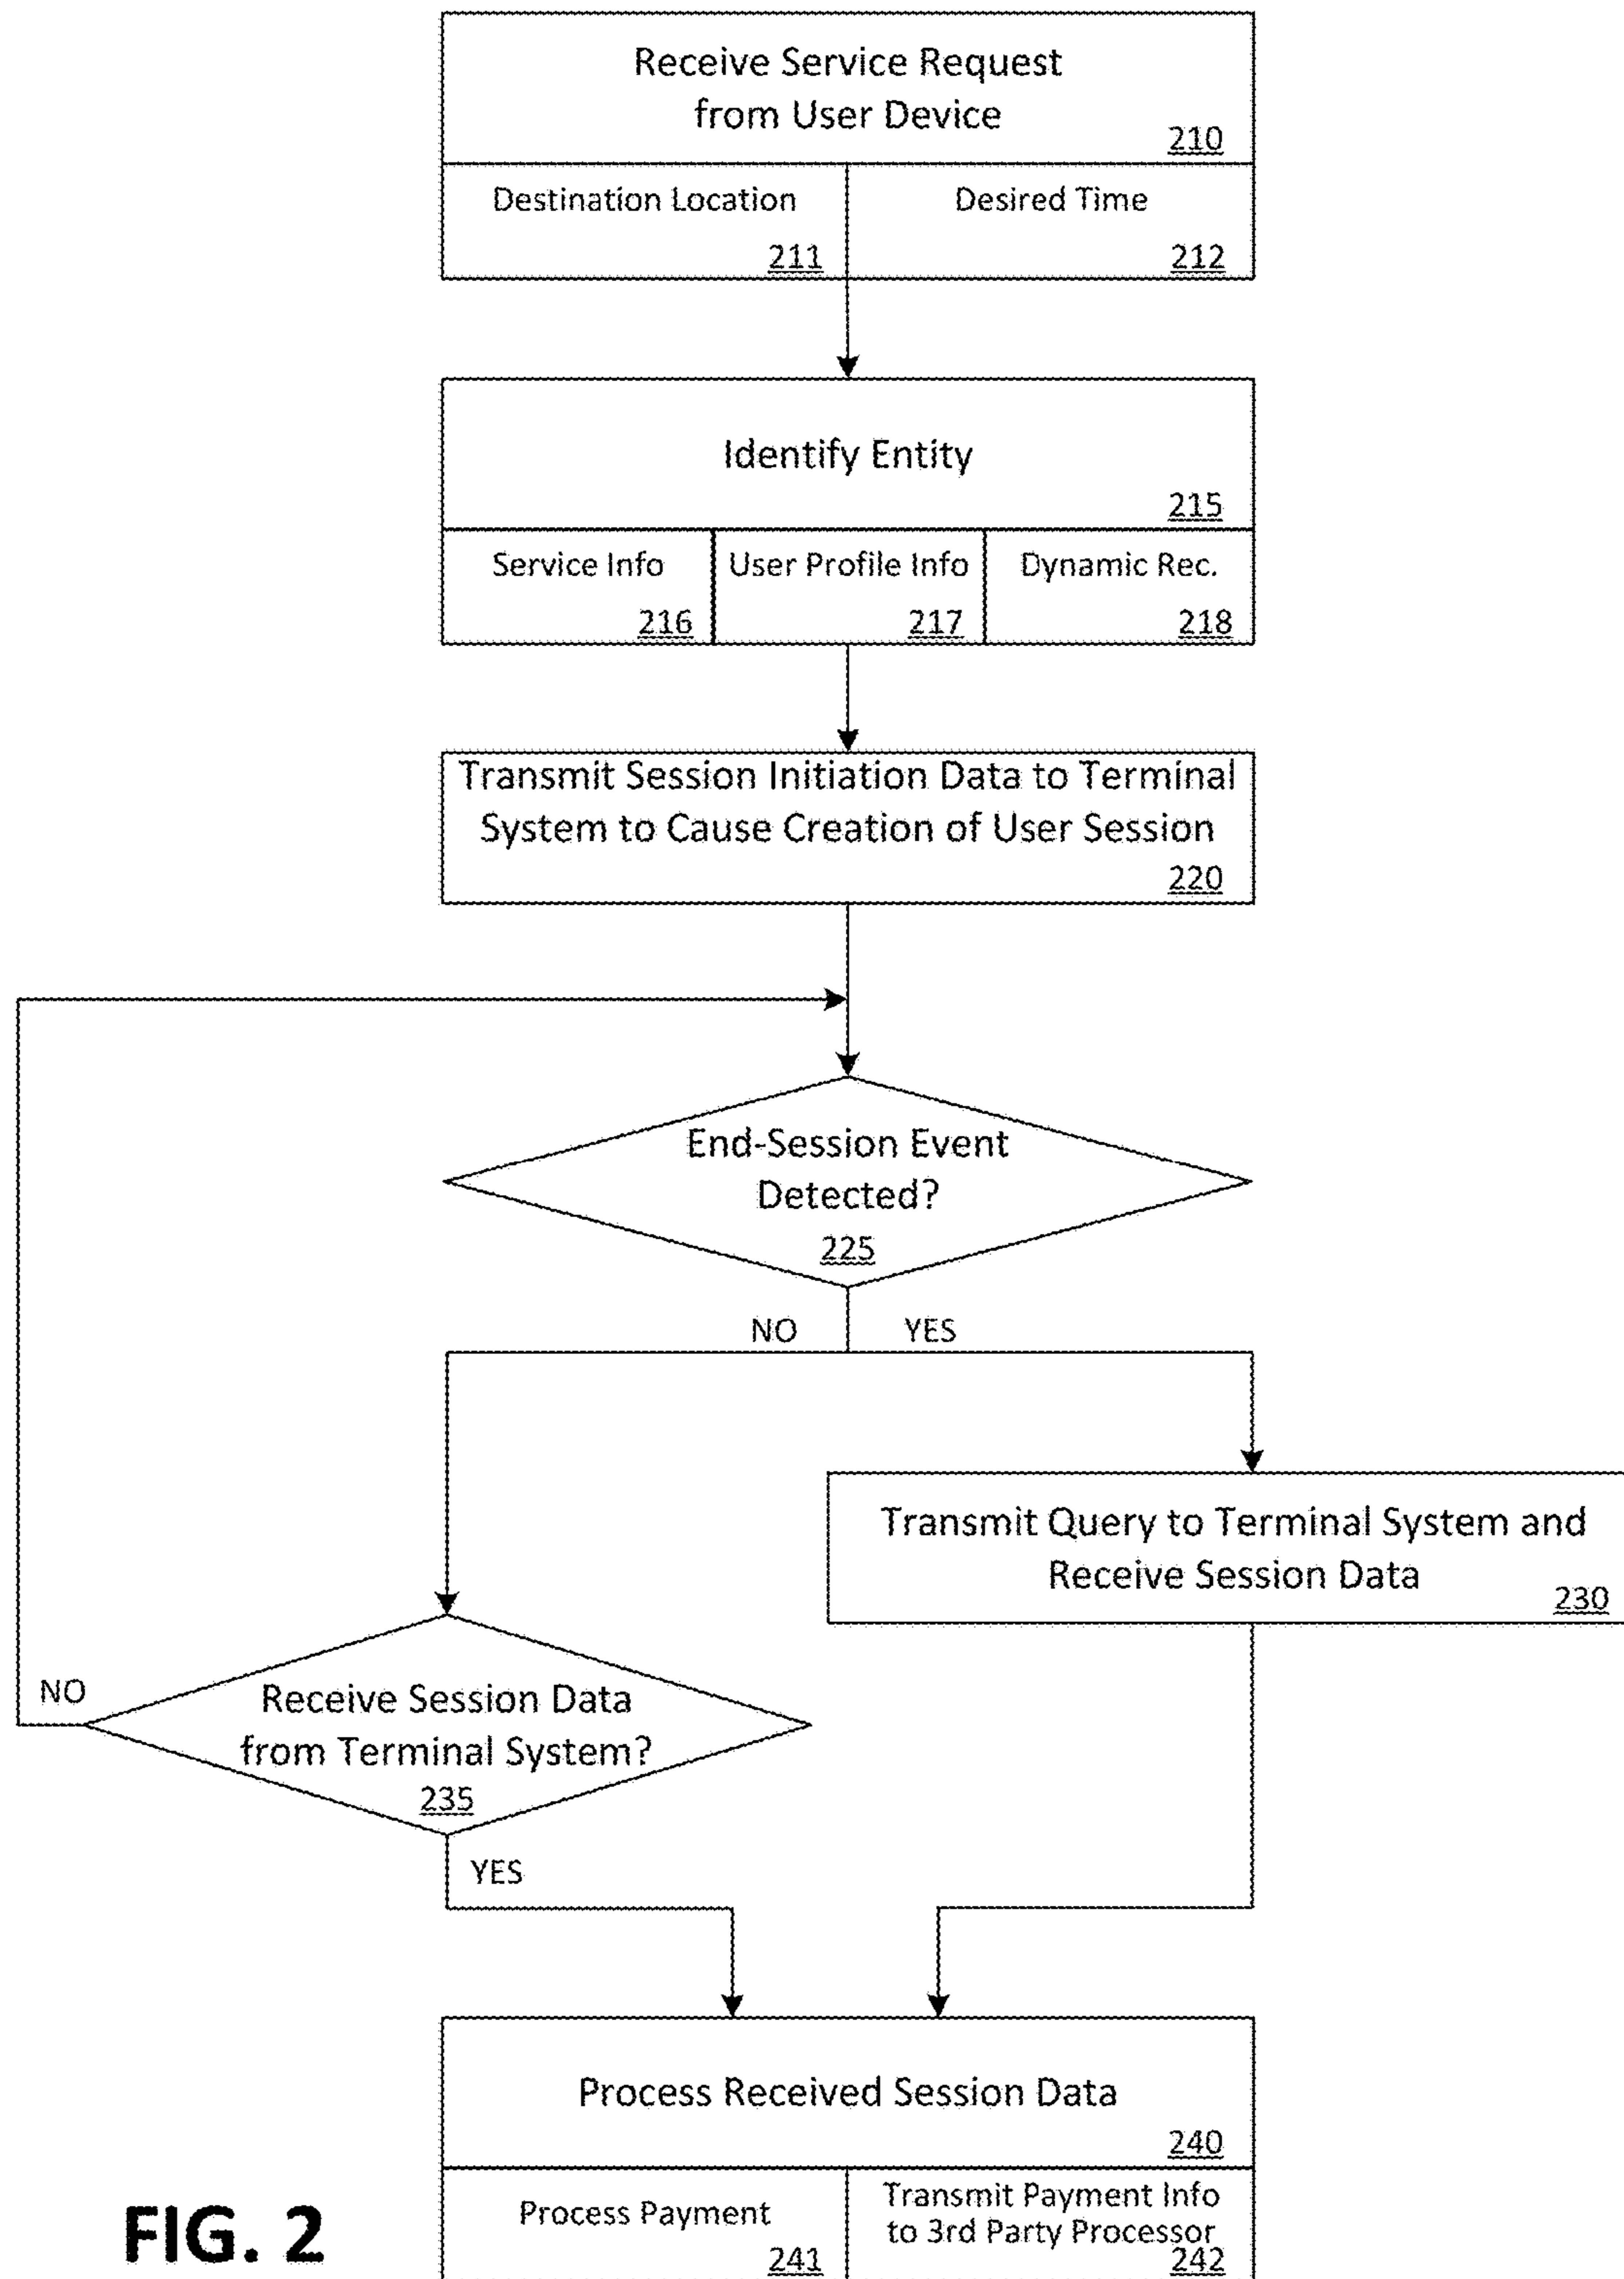 Receive Service Request
from User Device
210
Destination Location
211
Desired Time
212
Identify Entity
215
Service Info
216
User Profile Info
217
Dynamic Rec.
218
Transmit Session Initiation Data to Terminal
System to Cause Creation of User Session
220
End-Session Event
Detected?
225
NO
YES
Transmit Query to Terminal System and
Receive Session Data
230
NO
Receive Session Data
from Terminal System?
235
YES
Process Received Session Data
240
Process Payment
241
Transmit Payment Info
to 3rd Party Processor
242
FIG. 2